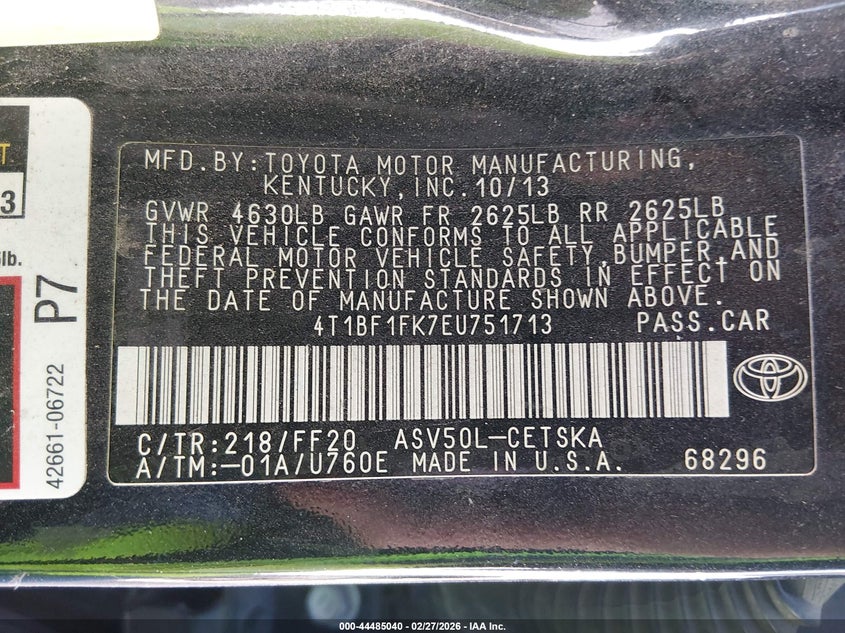 MFD.BY:TOYOTA MOTOR MANUFACTURING,
KENTUCKY, INC. 10/13
GVWR 4630LB GAWR FR 2625LB RR 2625LB
THIS VEHICLE CONFORMS TO ALL APPLICABLE
FEDERAL MOTOR VEHICLE SAFETY, BUMPER, AND
THEFT PREVENTION STANDARDS IN EFFECT ON
THE DATE OF MANUFACTURE SHOWN ABOVE.
4T1BF1FK7EU751713 PASS.CAR
C/TR:218/FF20 ASV50L-CETSKA
A/TM:-01A/U760E MADE IN U.S.A. 68296
T
3
lb.
P7
42661-06722
000-44485040 - 02/27/2026 - IAA Inc.